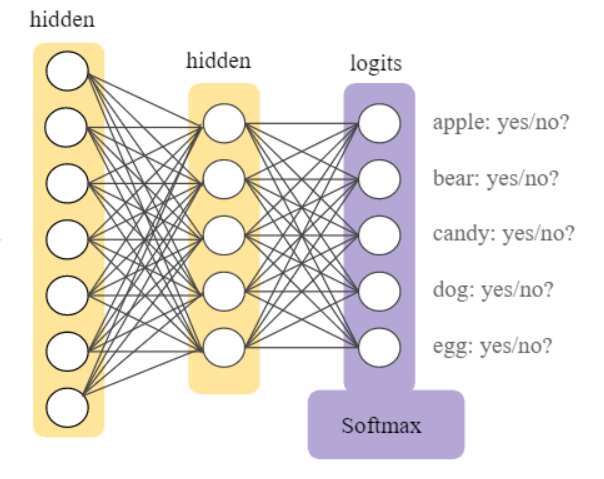 hidden
hidden
logits
apple: yes/no?
bear: yes/no?
candy: yes/no?
dog: yes/no?
egg: yes/no?
Softmax